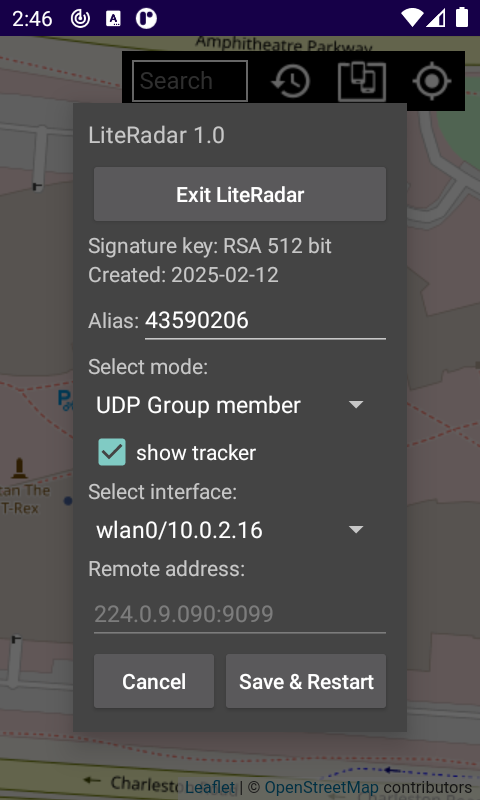 2:46
Amphitheatre Parkway
Search
LiteRadar 1.0
Exit LiteRadar
Signature key: RSA 512 bit
Created: 2025-02-12
Alias: 43590206
Select mode:
UDP Group member
show tracker
Select interface:
tan The
T-Rex
wlan0/10.0.2.16
Remote address:
224.0.9.090:9099
Cancel
Save & Restart
Charleston
Leaflet | © OpenStreetMap contributors